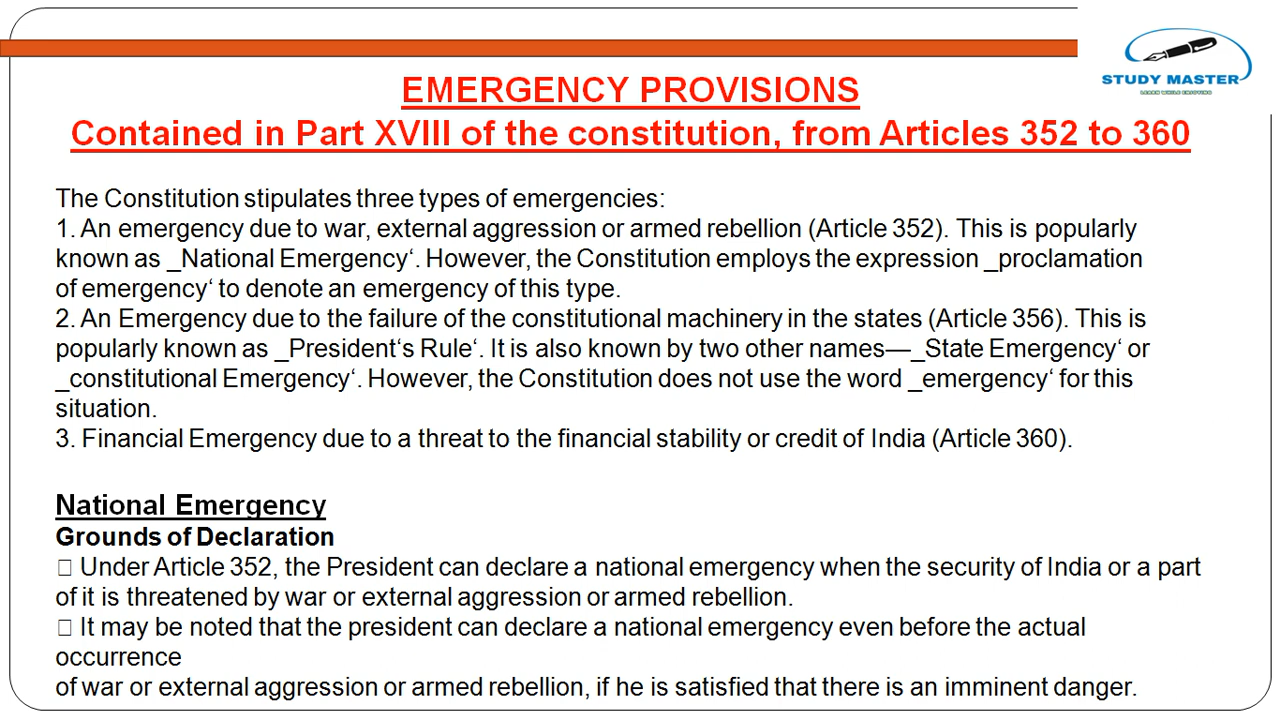 STUDY MASTER
LEARN WHILE ENJOYING
EMERGENCY PROVISIONS
Contained in Part XVIII of the constitution, from Articles 352 to 360
The Constitution stipulates three types of emergencies:
1. An emergency due to war, external aggression or armed rebellion (Article 352). This is popularly
known as _National Emergency‘. However, the Constitution employs the expression _proclamation
of emergency‘ to denote an emergency of this type.
2. An Emergency due to the failure of the constitutional machinery in the states (Article 356). This is
popularly known as _President‘s Rule‘. It is also known by two other names—_State Emergency‘ or
_constitutional Emergency‘. However, the Constitution does not use the word _emergency‘ for this
situation.
3. Financial Emergency due to a threat to the financial stability or credit of India (Article 360).
National Emergency
Grounds of Declaration
□ Under Article 352, the President can declare a national emergency when the security of India or a part
of it is threatened by war or external aggression or armed rebellion.
□ It may be noted that the president can declare a national emergency even before the actual
occurrence
of war or external aggression or armed rebellion, if he is satisfied that there is an imminent danger.